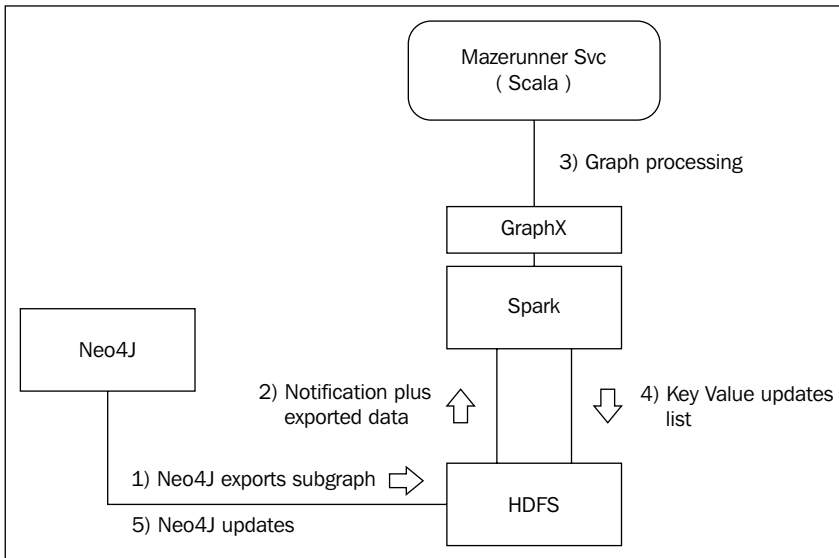 Mazerunner Svc
( Scala )
3) Graph processing
GraphX
Spark
Neo4J
2) Notification plus
exported data
4) Key Value updates
list
1) Neo4J exports subgraph
HDFS
5) Neo4J updates